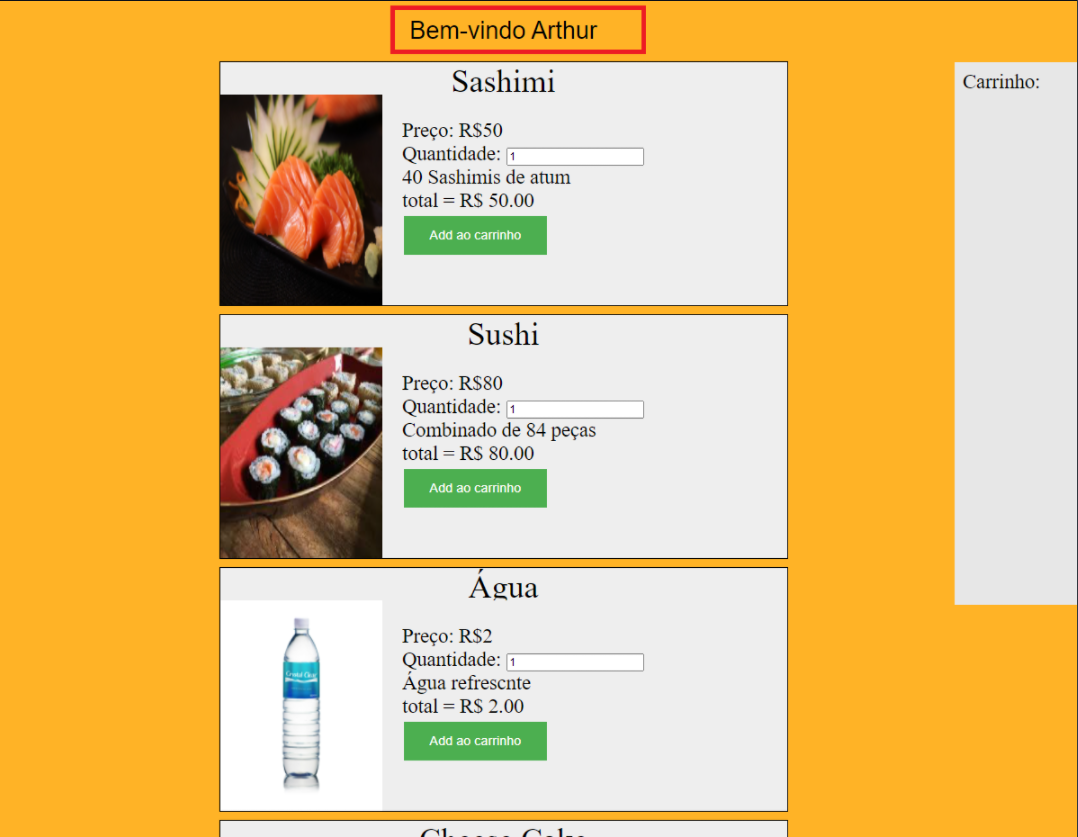 Bem-vindo Arthur
Sashimi
Carrinho:
Preço: R$50
Quantidade: 1
40 Sashimis de atum
total = R$ 50.00
Add ao carrinho
Sushi
Preço: R$80
Quantidade: 1
Combinado de 84 peças
total = R$ 80.00
Add ao carrinho
Água
Preço: R$2
Quantidade: 1
Água refrescnte
total = R$ 2.00
Add ao carrinho